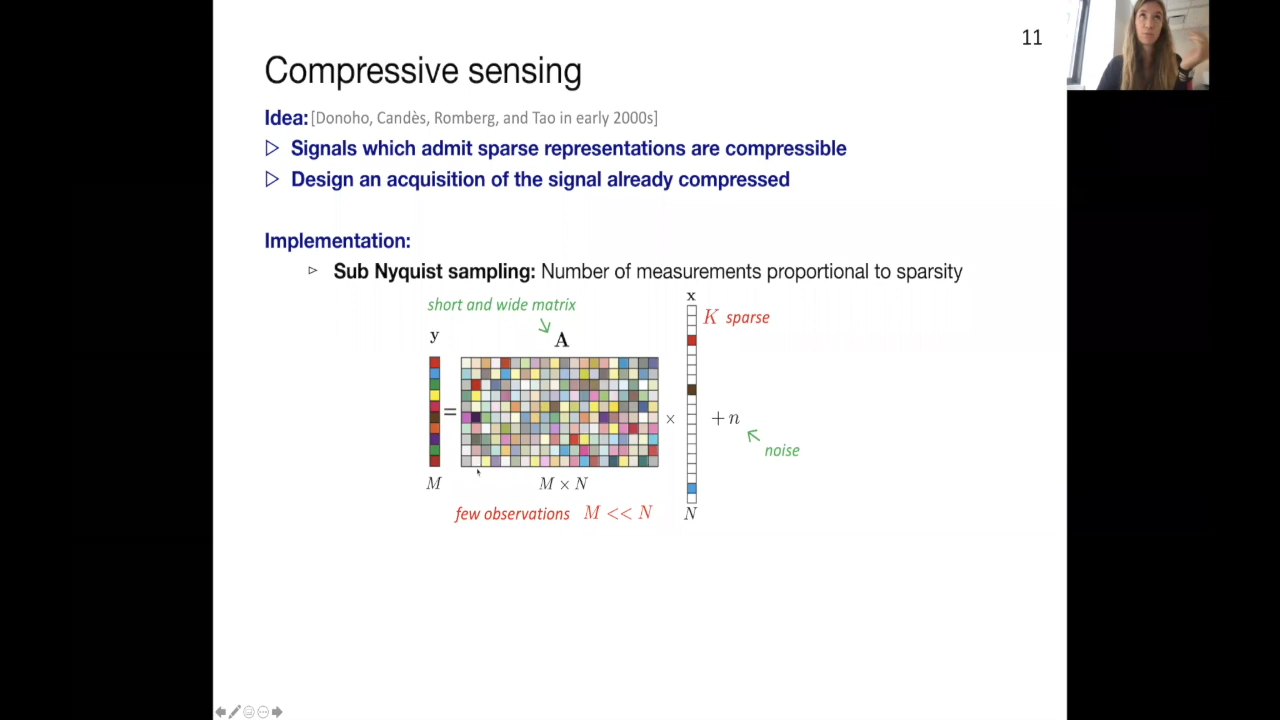 11
Compressive sensing
Idea: [Donoho, Candès, Romberg, and Tao in early 2000s]
▷ Signals which admit sparse representations are compressible
▷ Design an acquisition of the signal already compressed
Implementation:
▹ Sub Nyquist sampling: Number of measurements proportional to sparsity
short and wide matrix
x
K sparse
y
A
=
×
+ n
noise
M
M × N
few observations M << N
N